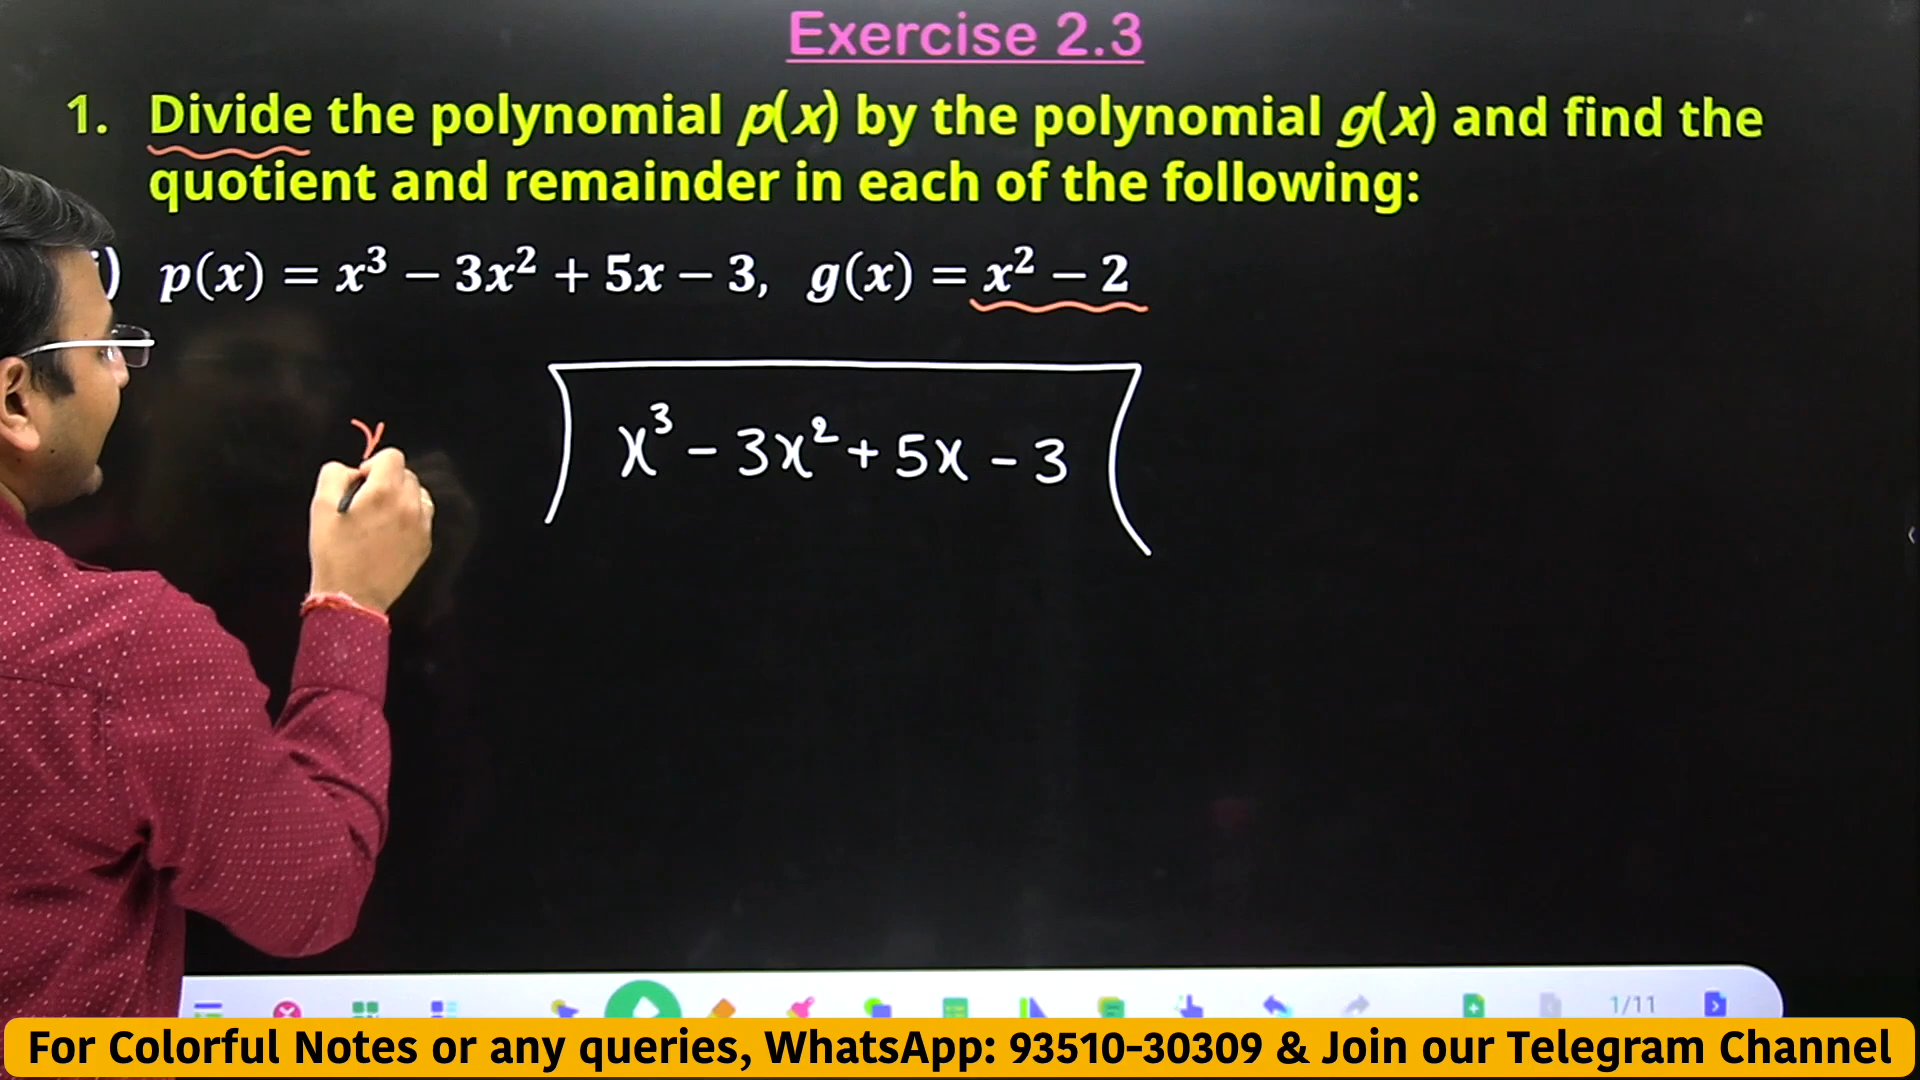 Exercise 2.3
1. Divide the polynomial p(x) by the polynomial g(x) and find the
quotient and remainder in each of the following:
i) p(x) = x³ − 3x² + 5x − 3, g(x) = x² − 2
x³ - 3x² + 5x - 3
1/11
For Colorful Notes or any queries, WhatsApp: 93510-30309 & Join our Telegram Channel